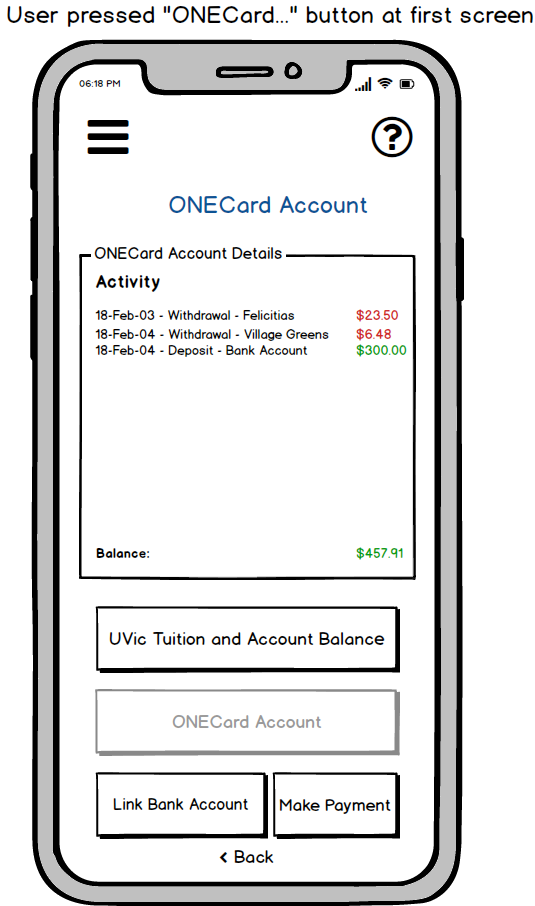 User pressed "ONECard..." button at first screen
06:18 PM
?
ONECard Account
ONECard Account Details
Activity
18-Feb-03 - Withdrawal - Felicitias $23.50
18-Feb-04 - Withdrawal - Village Greens $6.48
18-Feb-04 - Deposit - Bank Account $300.00
Balance: $457.91
UVic Tuition and Account Balance
ONECard Account
Link Bank Account Make Payment
< Back